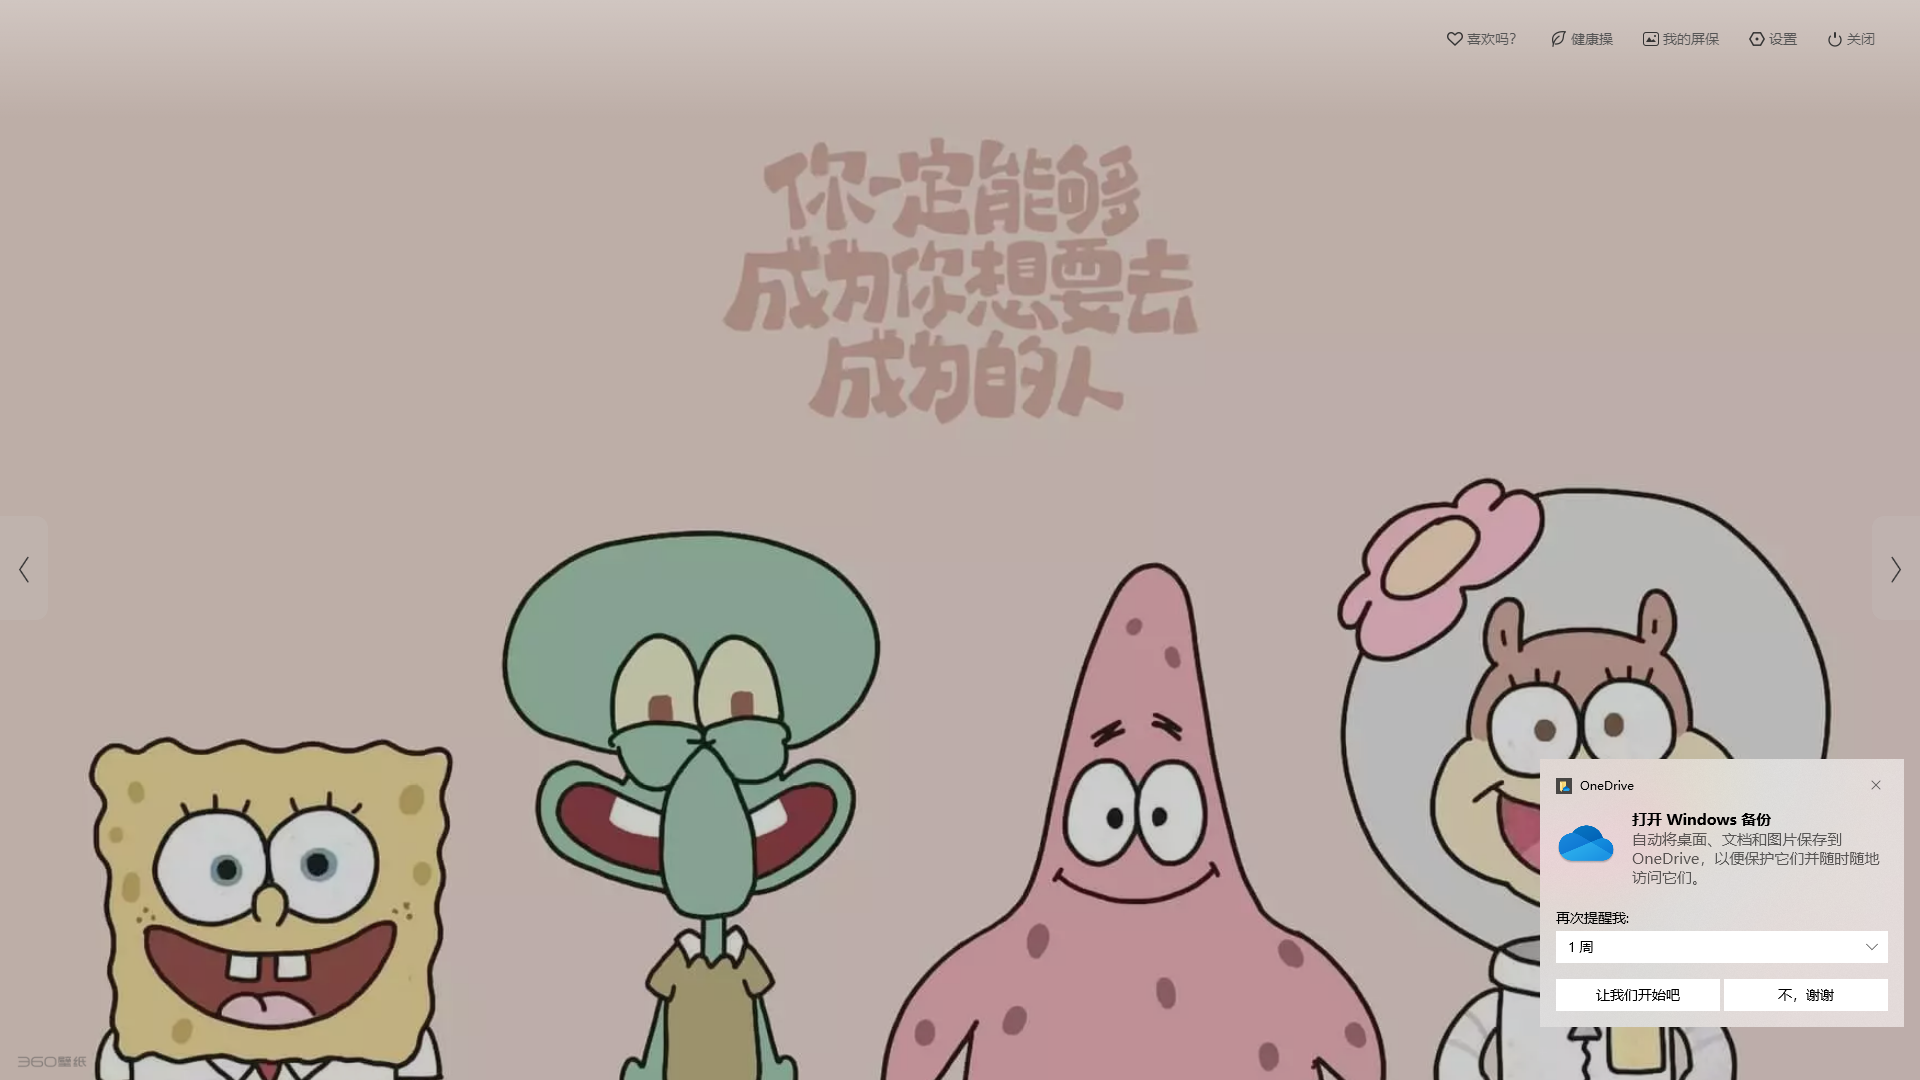 喜欢吗?
健康操
我的屏保
设置
关闭
你一定能够
成为你想要去
成为的人
OneDrive
打开 Windows 备份
自动将桌面、文档和图片保存到
OneDrive，以便保护它们并随时随地
访问它们。
再次提醒我:
1 周
让我们开始吧
不，谢谢
360壁纸